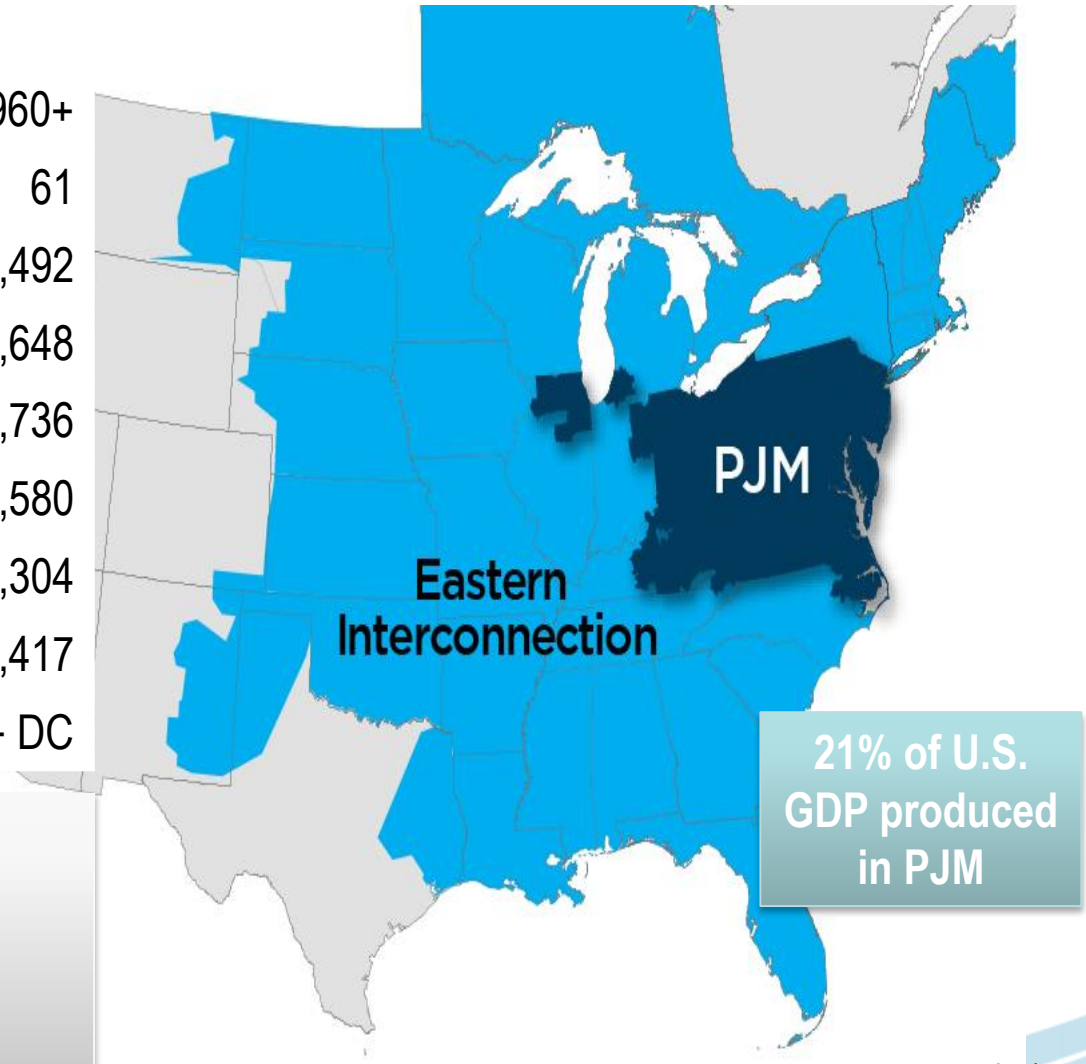 960+
61
,492
,648
,736
,580
,304
,417
- DC
PJM
Eastern
Interconnection
21% of U.S.
GDP produced
in PJM